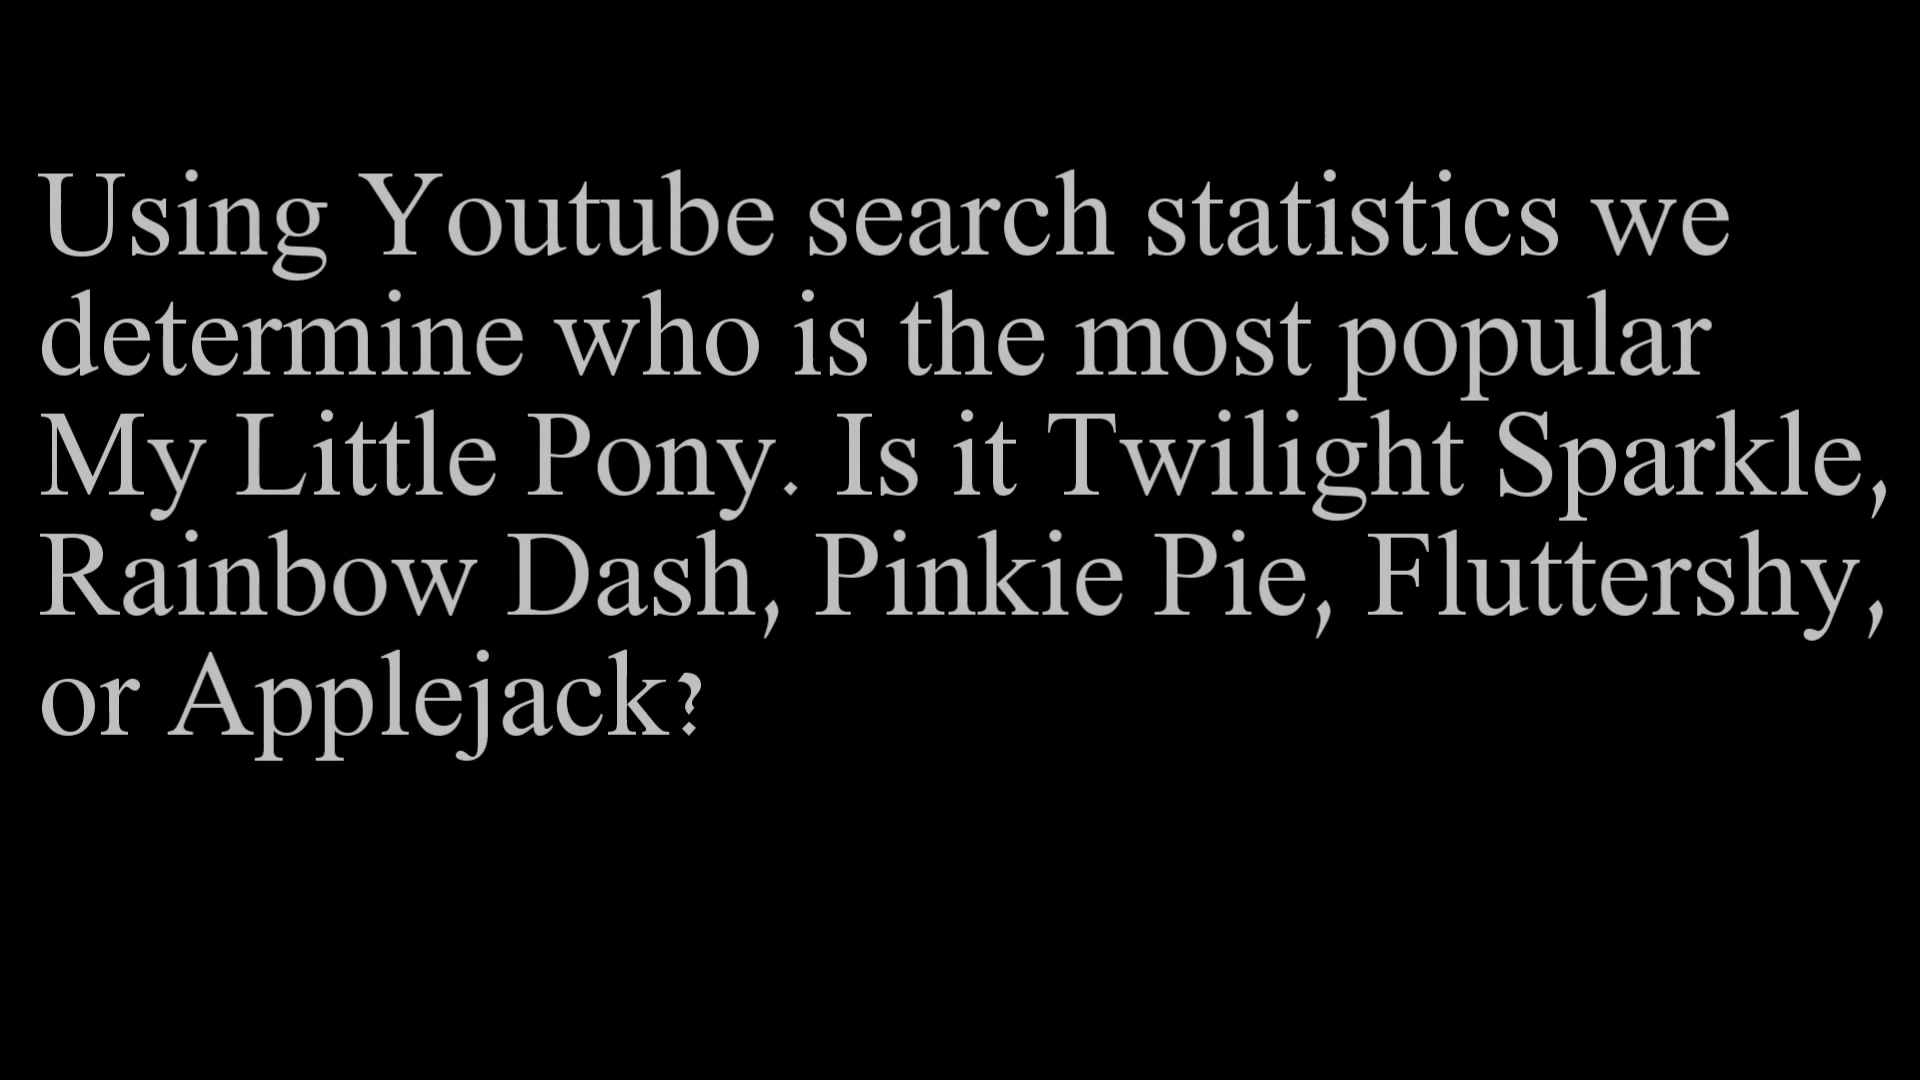 Using Youtube search statistics we
determine who is the most popular
My Little Pony. Is it Twilight Sparkle,
Rainbow Dash, Pinkie Pie, Fluttershy,
or Applejack?